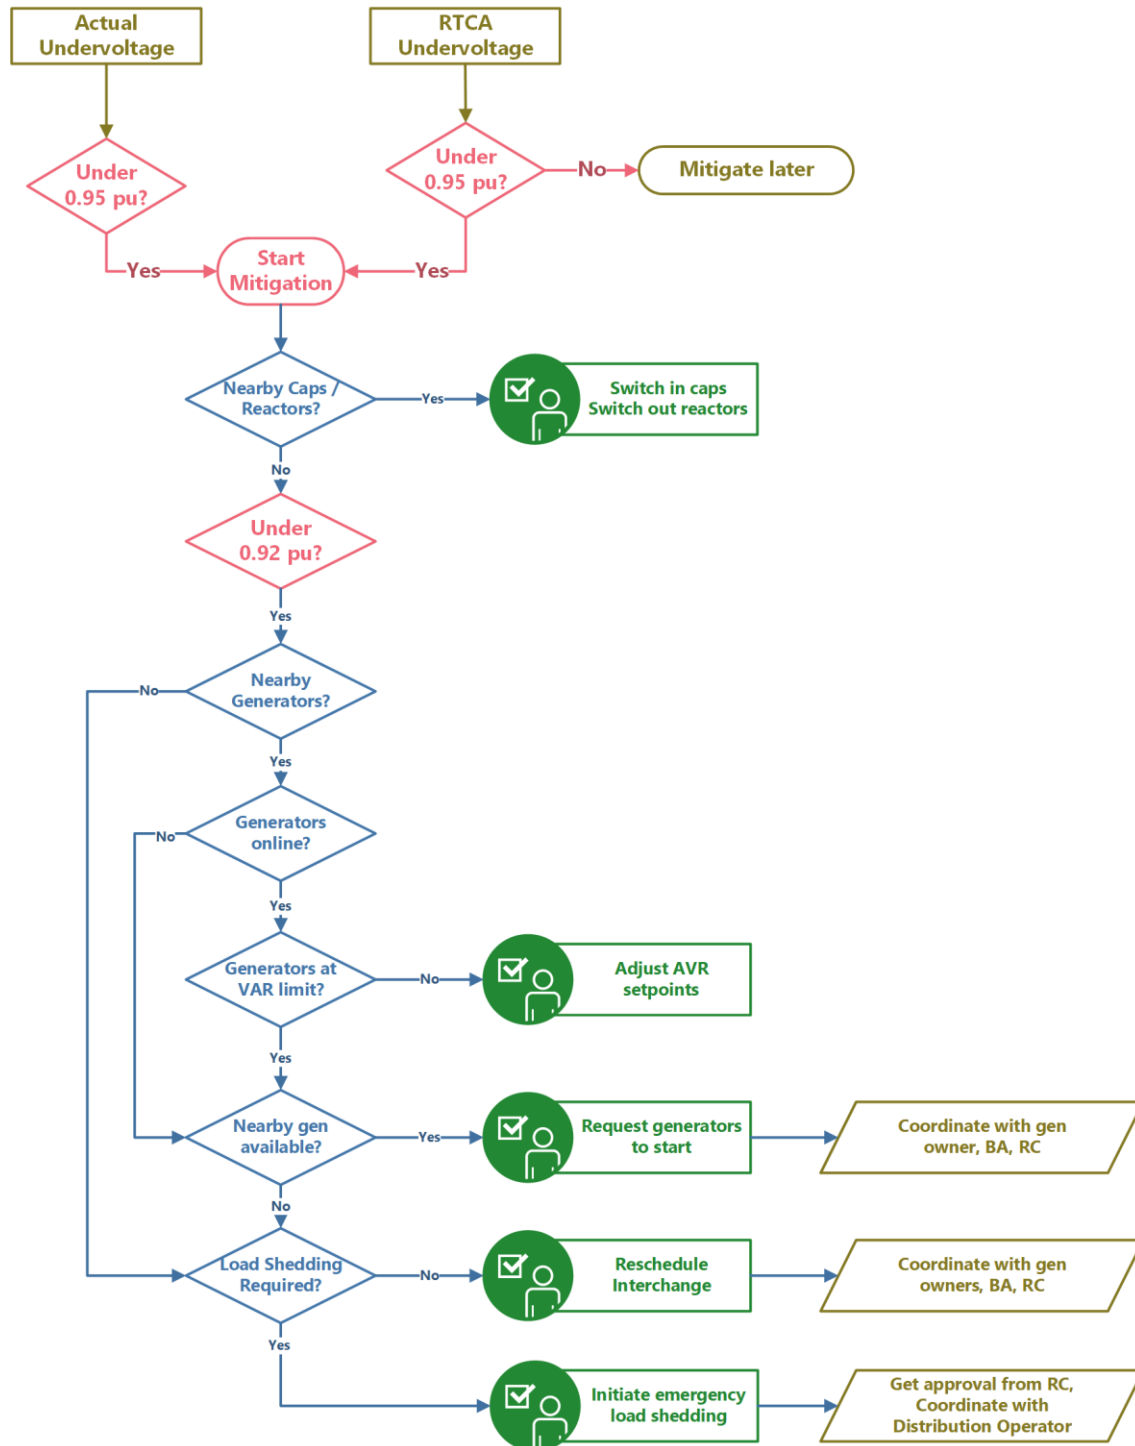 Actual
Undervoltage
RTCA
Undervoltage
Under
0.95 pu?
Under
0.95 pu?
No
Mitigate later
Yes
Start
Mitigation
Yes
Nearby Caps /
Reactors?
Yes
Switch in caps
Switch out reactors
No
Under
0.92 pu?
Yes
Nearby
Generators?
No
Yes
Generators
online?
No
Yes
Generators at
VAR limit?
No
Adjust AVR
setpoints
Yes
Nearby gen
available?
Yes
Request generators
to start
Coordinate with gen
owner, BA, RC
No
Load Shedding
Required?
No
Reschedule
Interchange
Coordinate with gen
owners, BA, RC
Yes
Initiate emergency
load shedding
Get approval from RC,
Coordinate with
Distribution Operator